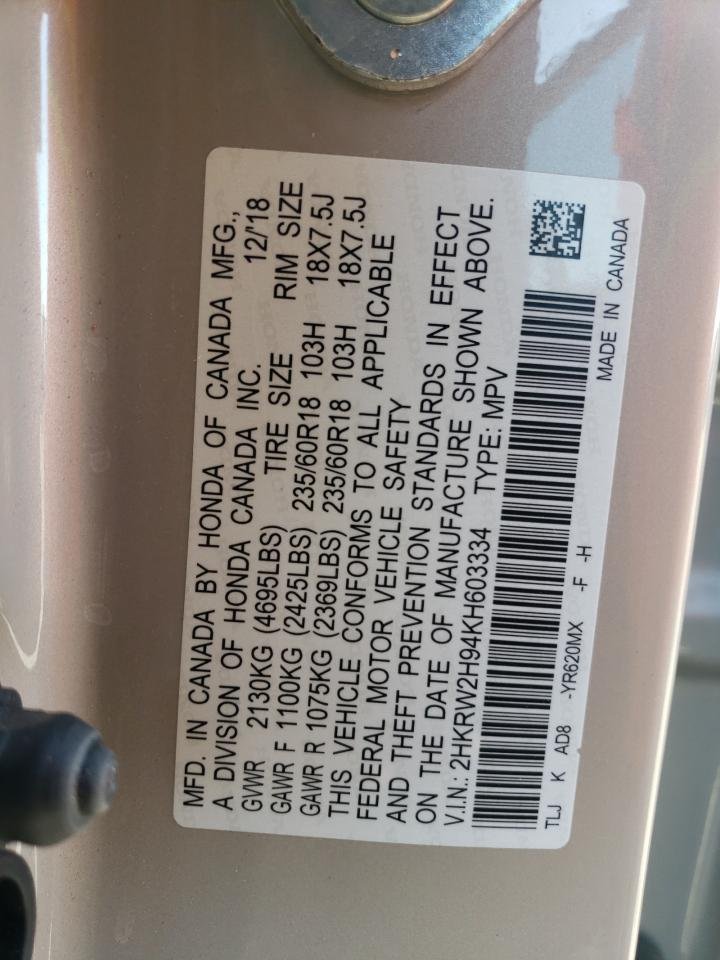 MFD. IN CANADA BY HONDA OF CANADA MFG.,
A DIVISION OF HONDA CANADA INC. 12/'18
GVWR 2130KG (4695LBS) TIRE SIZE RIM SIZE
GAWR F 1100KG (2425LBS) 235/60R18 103H 18X7.5J
GAWR R 1075KG (2369LBS) 235/60R18 103H 18X7.5J
THIS VEHICLE CONFORMS TO ALL APPLICABLE
FEDERAL MOTOR VEHICLE SAFETY
AND THEFT PREVENTION STANDARDS IN EFFECT
ON THE DATE OF MANUFACTURE SHOWN ABOVE.
V.I.N.: 2HKRW2H94KH603334 TYPE: MPV
TLJ K AD8 -YR620MX -F -H MADE IN CANADA